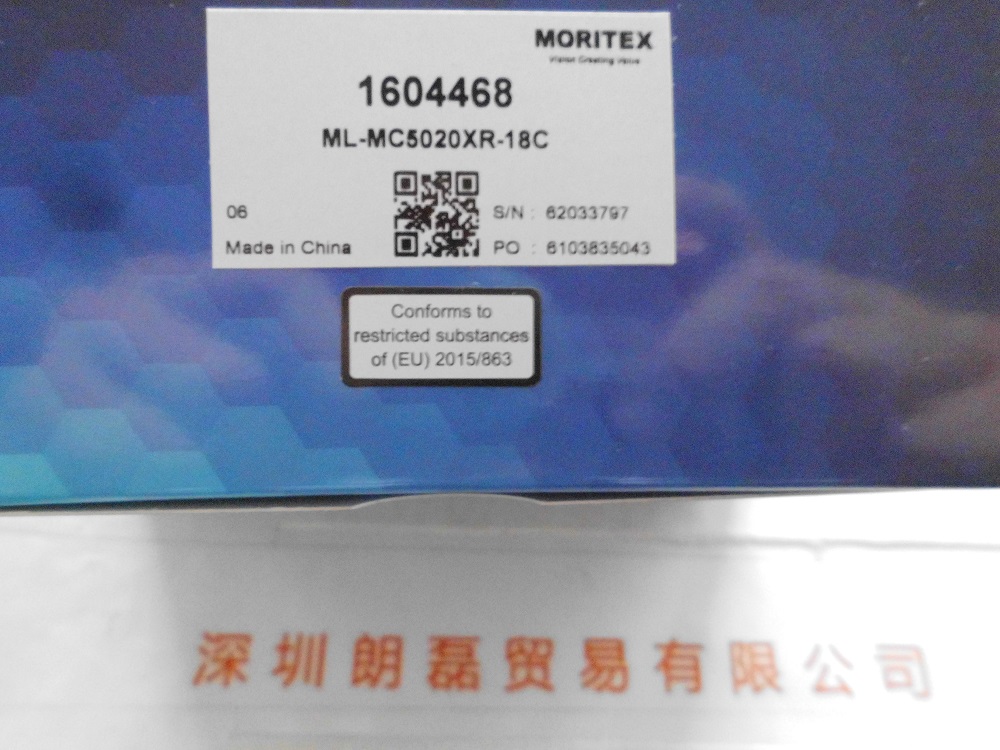 MORITEX
Vision Creating Value
1604468
ML-MC5020XR-18C
06
S/N : 62033797
Made in China
PO : 6103835043
Conforms to
restricted substances
of (EU) 2015/863
深圳朗磊贸易有限公司